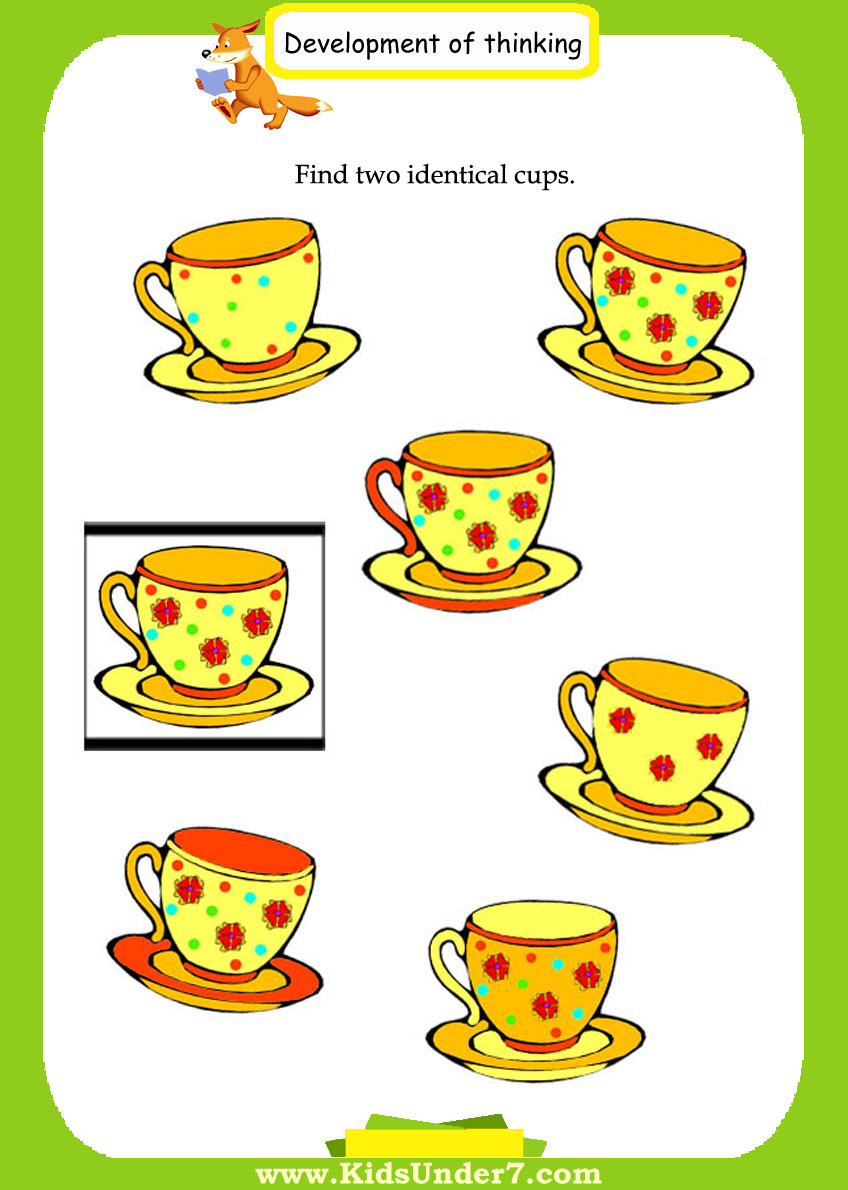 Development of thinking
Find two identical cups.
www.KidsUnder7.com